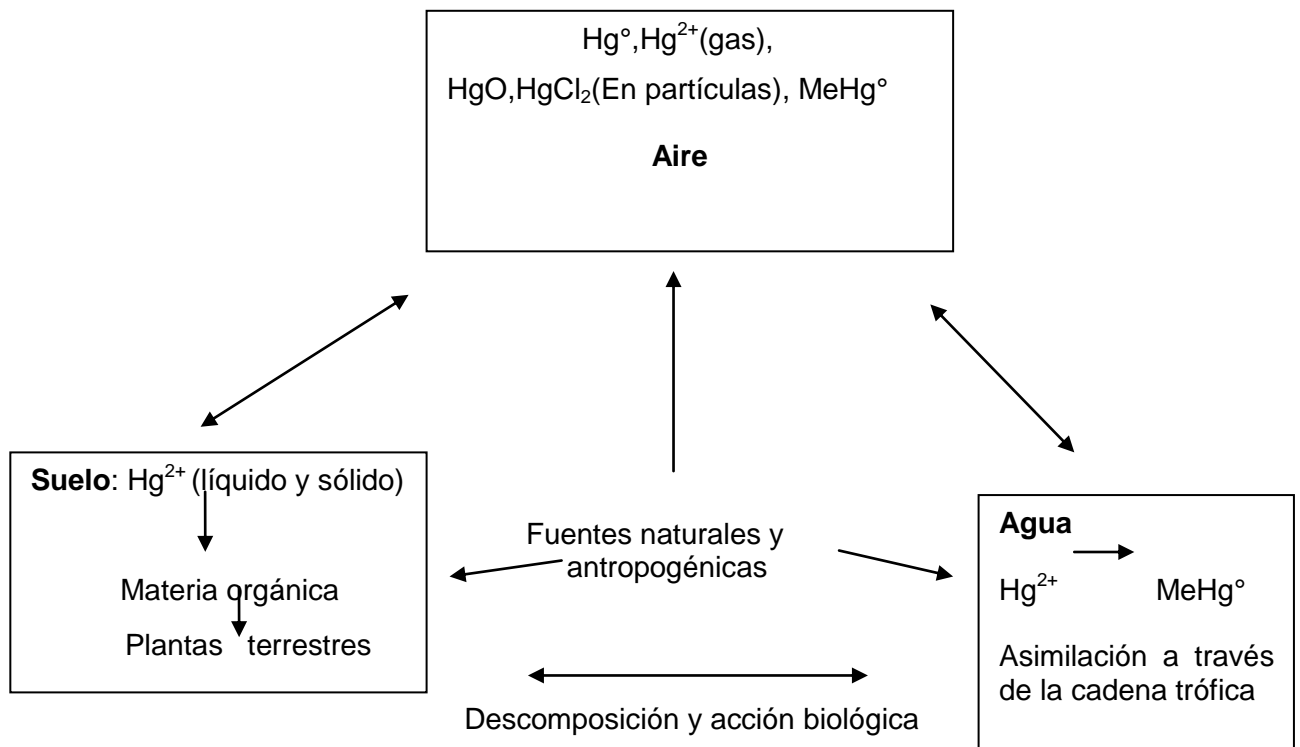 Hg°,Hg²⁺(gas),
HgO,HgCl₂(En partículas), MeHg°
Aire
Suelo: Hg²⁺ (líquido y sólido)
Materia orgánica
Plantas terrestres
Fuentes naturales y
antropogénicas
Descomposición y acción biológica
Agua
Hg²⁺ MeHg°
Asimilación a través
de la cadena trófica